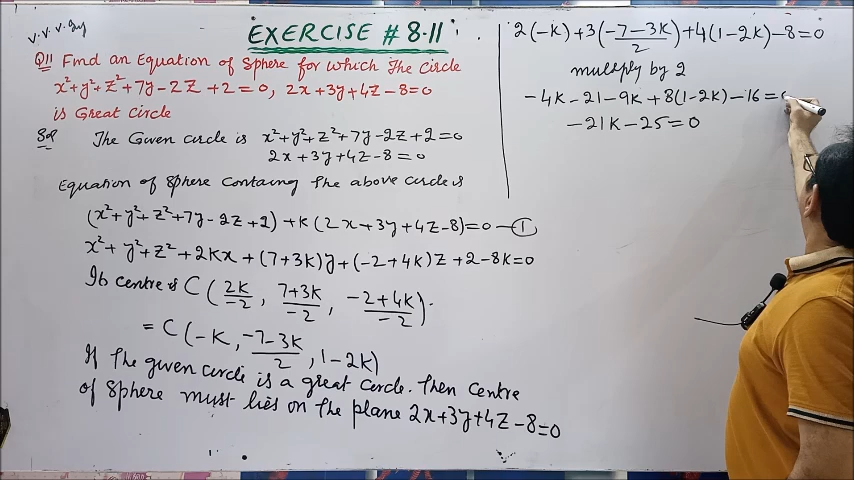 v.v.v.gy
EXERCISE # 8.11
Q11 Find an Equation of Sphere for which The Circle
x²+y²+z²+7y-2z+2=0, 2x+3y+4z-8=0
is Great Circle
Sol The Given circle is x²+y²+z²+7y-2z+2=0
2x+3y+4z-8=0
Equation of Sphere Containg The above circle is
(x²+y²+z²+7y-2z+2)+k(2x+3y+4z-8)=0 —①
x²+y²+z²+2kx+(7+3k)y+(-2+4k)z+2-8k=0
Its centre is C(2k/-2, 7+3k/-2, -2+4k/-2).
= C(-k, -7-3k/2, 1-2k)
If The given circle is a great circle. Then centre
of Sphere must lies on The plane 2x+3y+4z-8=0
2(-k)+3(-7-3k/2)+4(1-2k)-8=0
multiply by 2
-4k-21-9k+8(1-2k)-16=0
-21k-25=0